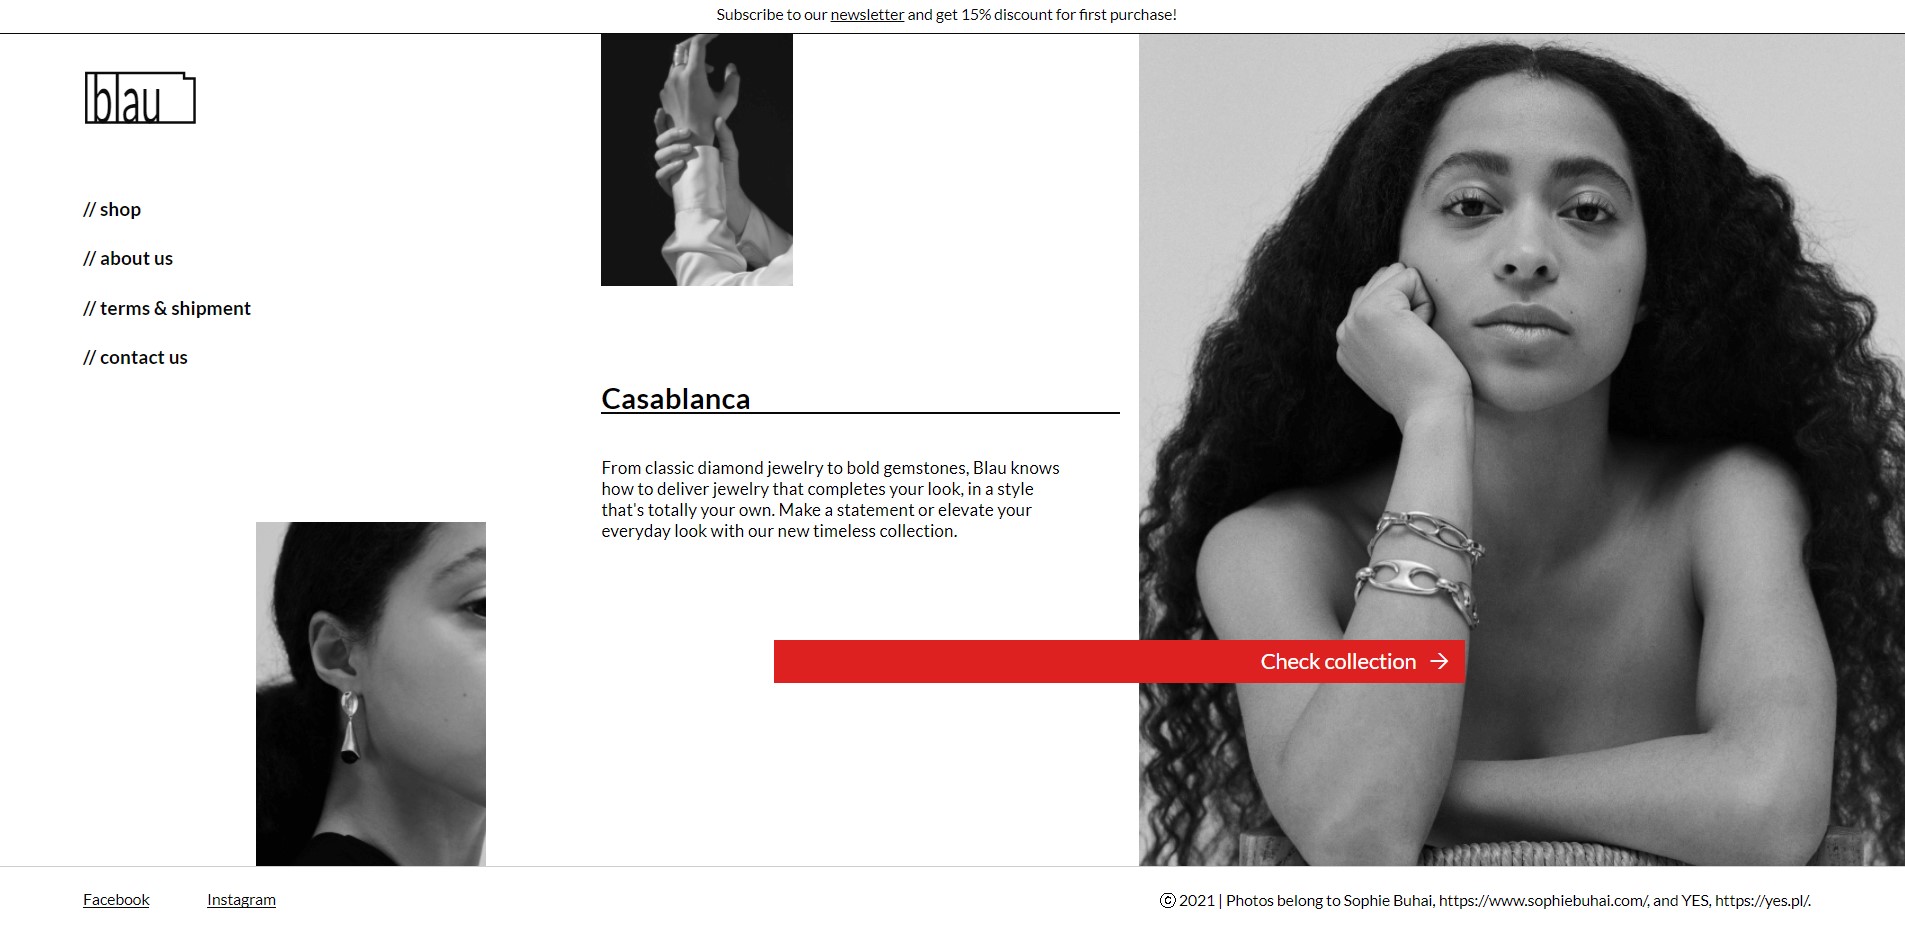 Subscribe to our newsletter and get 15% discount for first purchase!
blau
// shop
// about us
// terms & shipment
// contact us
Casablanca
From classic diamond jewelry to bold gemstones, Blau knows
how to deliver jewelry that completes your look, in a style
that's totally your own. Make a statement or elevate your
everyday look with our new timeless collection.
Check collection →
Facebook
Instagram
© 2021 | Photos belong to Sophie Buhai, https://www.sophiebuhai.com/, and YES, https://yes.pl/.